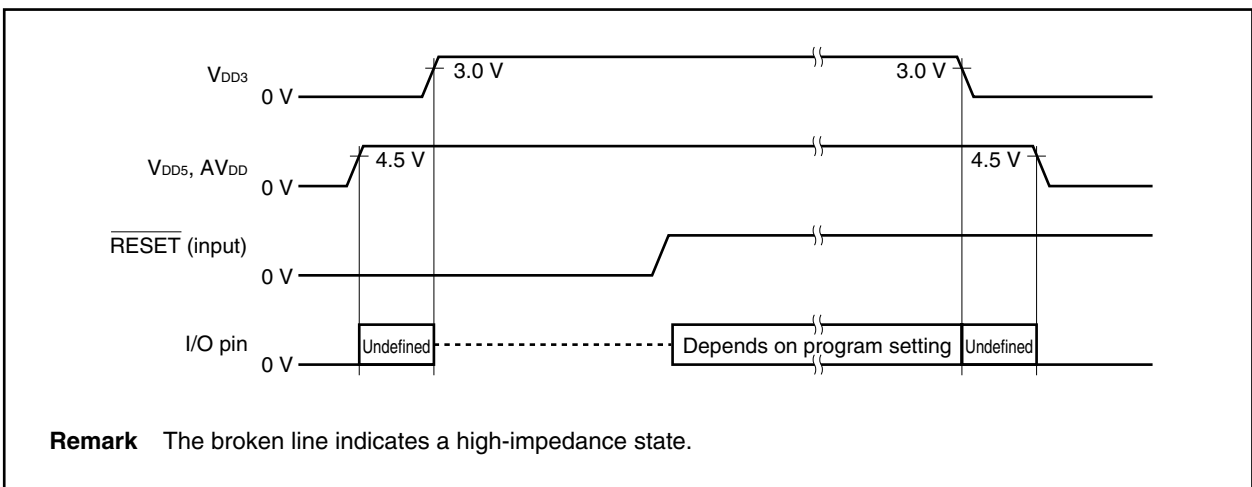 VDD3
3.0 V
3.0 V
0 V
VDD5, AVDD
4.5 V
4.5 V
0 V
RESET (input)
0 V
I/O pin
Undefined
Depends on program setting
Undefined
0 V
Remark The broken line indicates a high-impedance state.